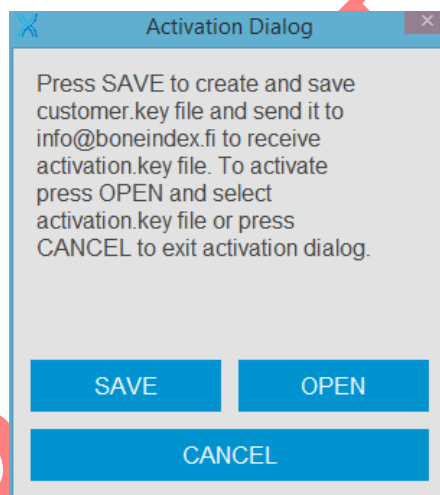 Activation Dialog
Press SAVE to create and save
customer.key file and send it to
info@boneindex.fi to receive
activation.key file. To activate
press OPEN and select
activation.key file or press
CANCEL to exit activation dialog.
SAVE OPEN
CANCEL